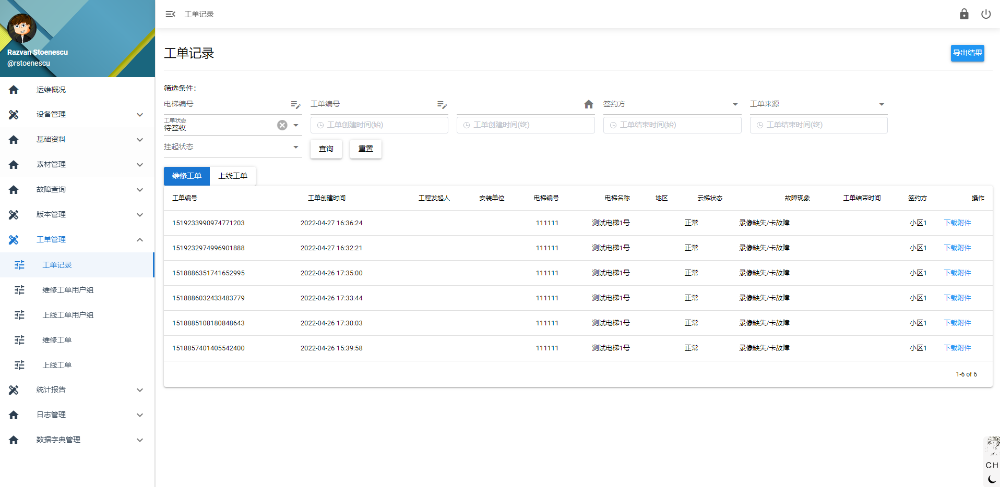 Razvan Stoenescu
@rstoenescu
运维概况
设备管理
基础资料
素材管理
故障查询
版本管理
工单管理
工单记录
维修工单用户组
上线工单用户组
维修工单
上线工单
统计报告
日志管理
数据字典管理
工单记录
工单记录
导出结果
筛选条件：
电梯编号 工单编号 签约方 工单来源
工单状态
待签收 工单创建时间(始) 工单创建时间(终) 工单结束时间(始) 工单结束时间(终)
挂起状态 查询 重置
维修工单 上线工单
工单编号 工单创建时间 工程发起人 安装单位 电梯编号 电梯名称 地区 云梯状态 故障现象 工单结束时间 签约方 操作
1519233990974771203 2022-04-27 16:36:24 111111 测试电梯1号 正常 录像缺失/卡故障 小区1 下载附件
1519232974996901888 2022-04-27 16:32:21 111111 测试电梯1号 正常 录像缺失/卡故障 小区1 下载附件
1518886351741652995 2022-04-26 17:35:00 111111 测试电梯1号 正常 录像缺失/卡故障 小区1 下载附件
1518886032433483779 2022-04-26 17:33:44 111111 测试电梯1号 正常 录像缺失/卡故障 小区1 下载附件
1518885108180848643 2022-04-26 17:30:03 111111 测试电梯1号 正常 录像缺失/卡故障 小区1 下载附件
1518857401405542400 2022-04-26 15:39:58 111111 测试电梯1号 正常 录像缺失/卡故障 小区1 下载附件
1-6 of 6
CH